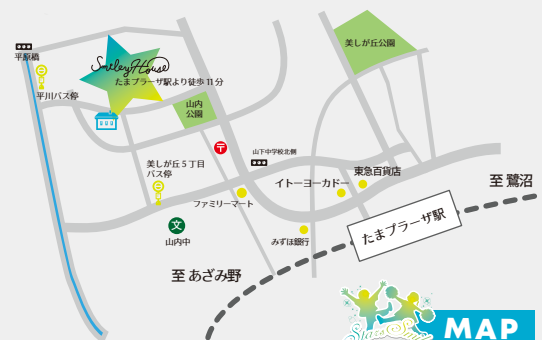 平原橋
平川バス停
Smiley House
たまプラーザ駅より徒歩11分
山内
公園
美しが丘公園
〒
山下中学校北側
美しが丘5丁目
バス停
東急百貨店
イトーヨーカドー
ファミリーマート
至 鷺沼
文
山内中
みずほ銀行
たまプラーザ駅
至 あざみ野
MAP